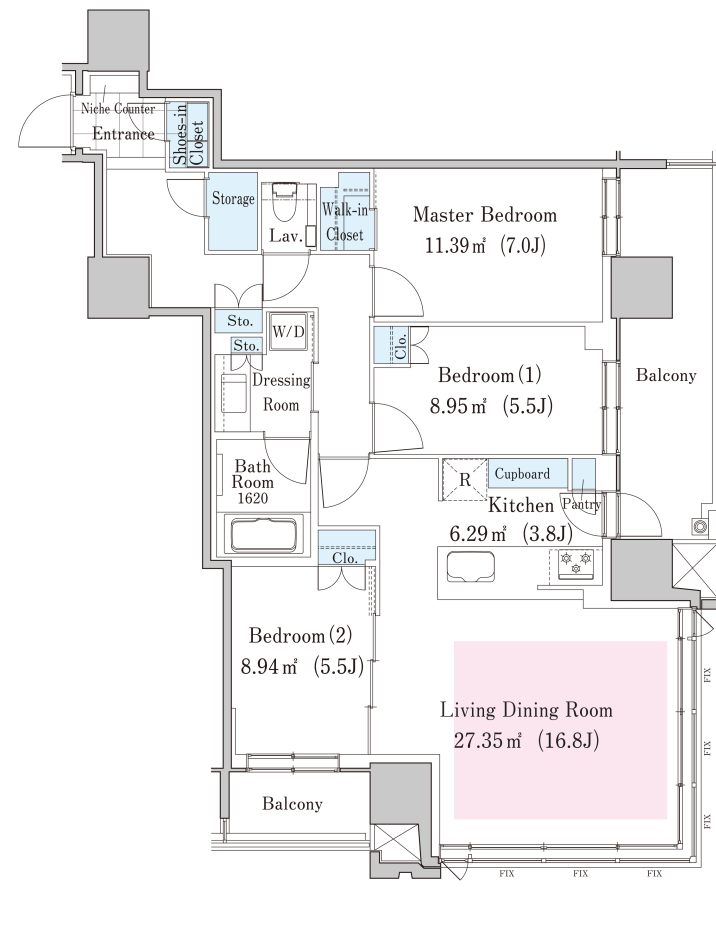 Niche Counter
Entrance
Shoes-in
Closet
Storage
Lav.
Walk-in
Closet
Master Bedroom
11.39㎡ (7.0J)
Sto.
W/D
Sto.
Clo.
Bedroom(1)
8.95㎡ (5.5J)
Balcony
Dressing
Room
Bath
Room
1620
R
Cupboard
Kitchen
Pantry
6.29㎡ (3.8J)
Clo.
Bedroom(2)
8.94㎡ (5.5J)
Living Dining Room
27.35㎡ (16.8J)
FIX
FIX
FIX
Balcony
FIX
FIX
FIX